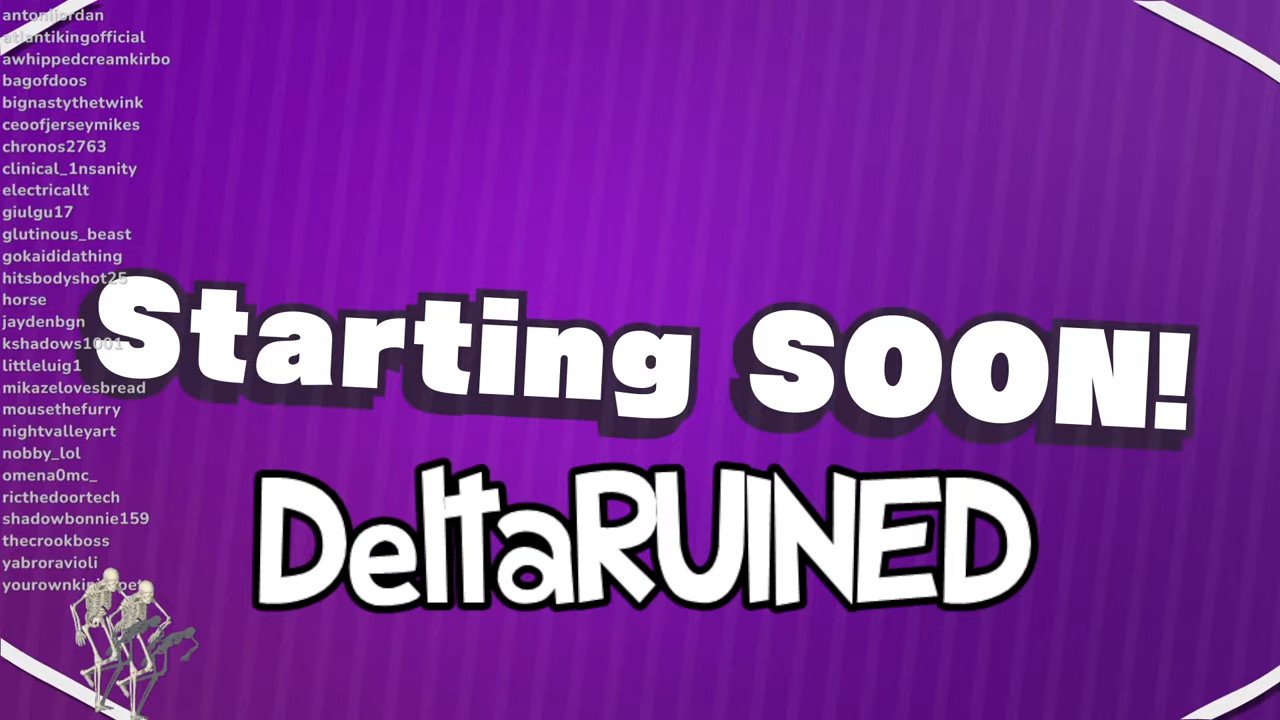 antoniiordan
atlantikingofficial
awhippedcreamkirbo
bagofdoos
bignastythetwink
ceoofjerseymikes
chronos2763
clinical_1nsanity
electricallt
giulgu17
glutinous_beast
gokaididathing
hitsbodyshot25
horse
jaydenbgn
kshadows1001
littleluig1
mikazelovesbread
mousethefurry
nightvalleyart
nobby_lol
omena0mc_
ricthedoortech
shadowbonnie159
thecrookboss
yabroravioli
Starting SOON!
DeltaRUINED